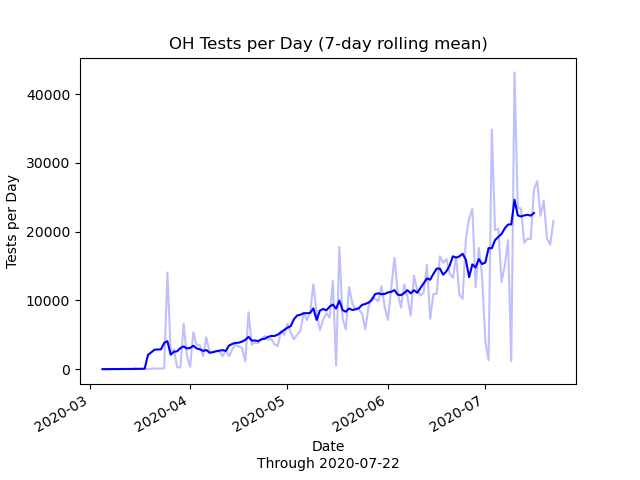 OH Tests per Day (7-day rolling mean)
Tests per Day
40000
30000
20000
10000
0
2020-03
2020-04
2020-05
2020-06
2020-07
Date
Through 2020-07-22